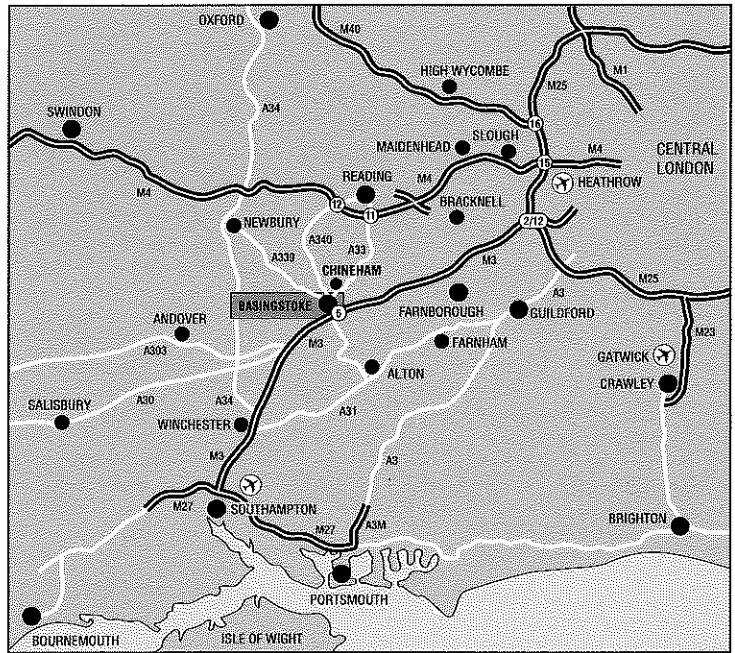 OXFORD
M40
M1
HIGH WYCOMBE
M25
A34
SWINDON
16
MAIDENHEAD
SLOUGH
M4
CENTRAL
LONDON
15
READING
M4
HEATHROW
M4
12
11
BRACKNELL
2/12
NEWBURY
A340
A33
A339
CHINEHAM
M3
M25
A3
BASINGSTOKE
6
FARNBOROUGH
GUILDFORD
ANDOVER
M3
M23
A303
FARNHAM
GATWICK
ALTON
CRAWLEY
SALISBURY
A30
A34
A31
WINCHESTER
M3
A3
M27
SOUTHAMPTON
M27
A3M
BRIGHTON
PORTSMOUTH
BOURNEMOUTH
ISLE OF WIGHT